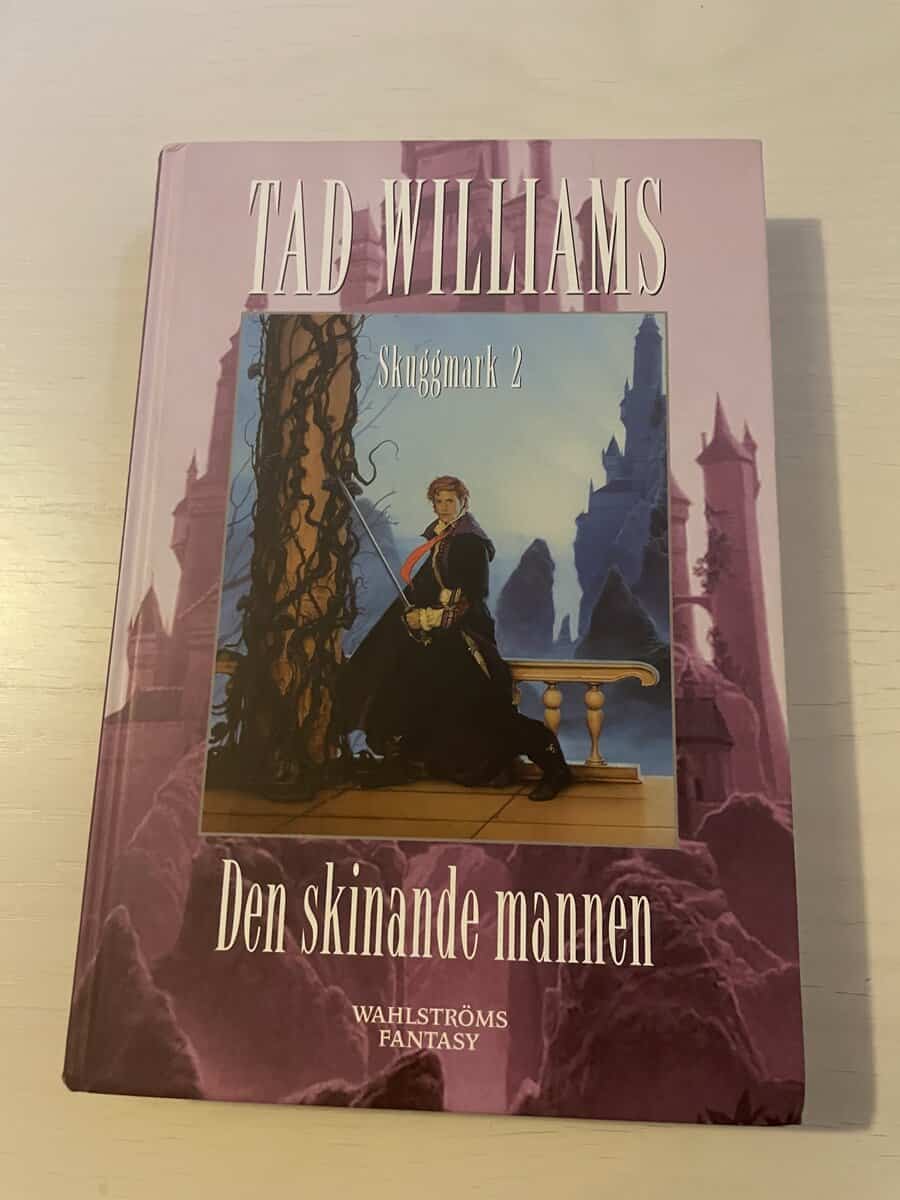 TAD WILLIAMS
Skuggmark 2
Den skinande mannen
WAHLSTRÖMS
FANTASY